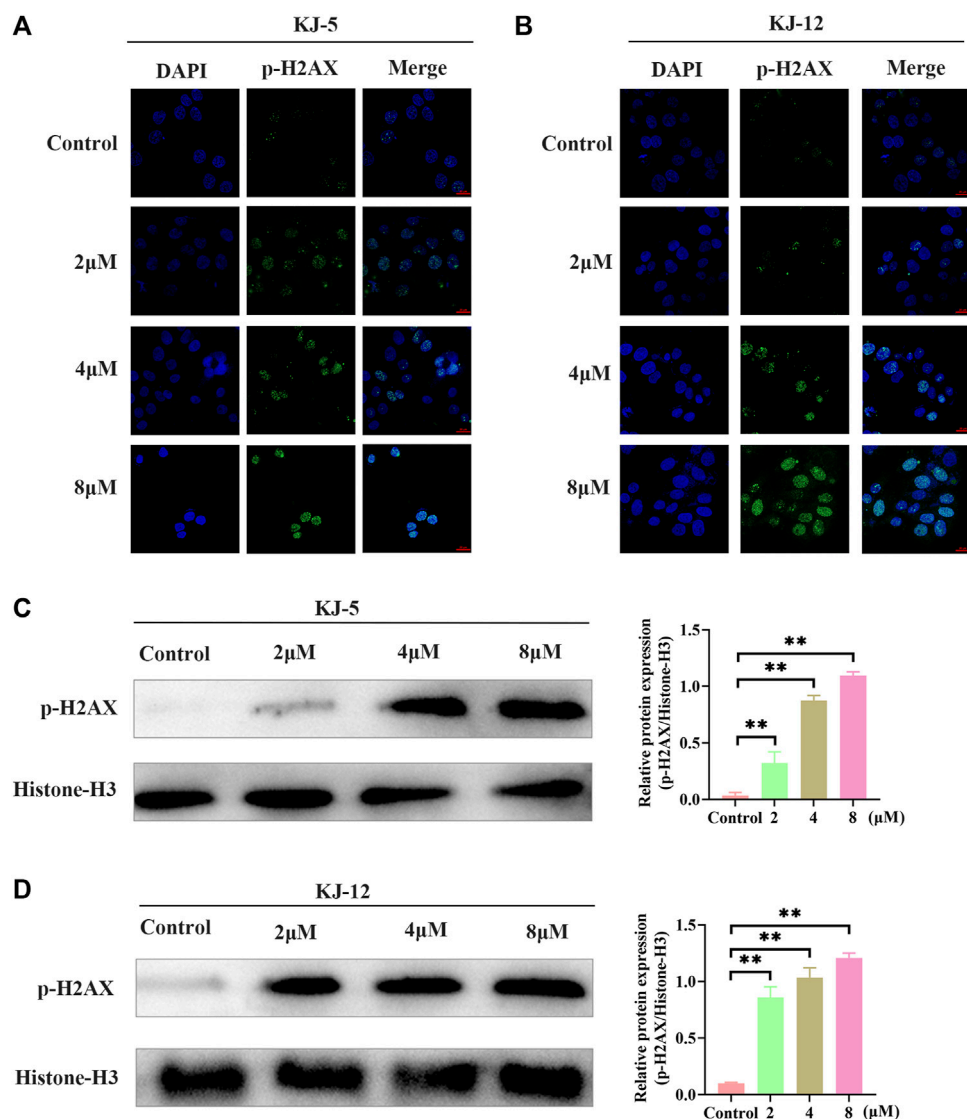 A
KJ-5
DAPI p-H2AX Merge
Control
2μM
4μM
8μM
B
KJ-12
DAPI p-H2AX Merge
Control
2μM
4μM
8μM
C
KJ-5
Control 2μM 4μM 8μM
p-H2AX
Histone-H3
Relative protein expression
(p-H2AX/Histone-H3)
1.5
1.0
0.5
0.0
** 
**
**
Control 2 4 8 (μM)
D
KJ-12
Control 2μM 4μM 8μM
p-H2AX
Histone-H3
Relative protein expression
(p-H2AX/Histone-H3)
1.5
1.0
0.5
0.0
**
**
**
Control 2 4 8 (μM)